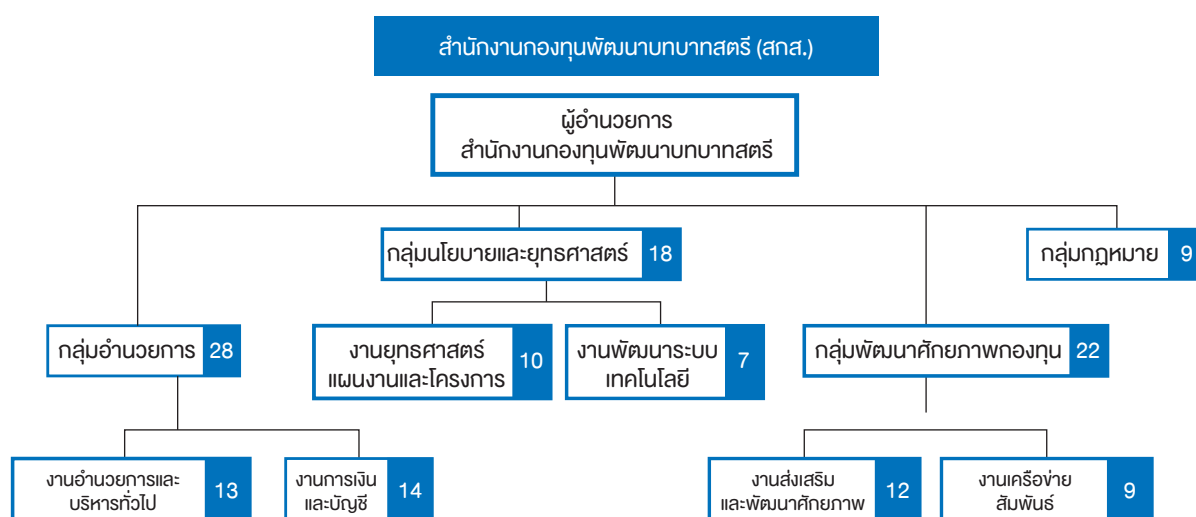 สำนักงานกองทุนพัฒนาบทบาทสตรี (สกส.)
ผู้อำนวยการ
สำนักงานกองทุนพัฒนาบทบาทสตรี
กลุ่มนโยบายและยุทธศาสตร์ 18
กลุ่มกฎหมาย 9
กลุ่มอำนวยการ 28
งานยุทธศาสตร์
แผนงานและโครงการ 10
งานพัฒนาระบบ
เทคโนโลยี 7
กลุ่มพัฒนาศักยภาพกองทุน 22
งานอำนวยการและ
บริหารทั่วไป 13
งานการเงิน
และบัญชี 14
งานส่งเสริม
และพัฒนาศักยภาพ 12
งานเครือข่าย
สัมพันธ์ 9